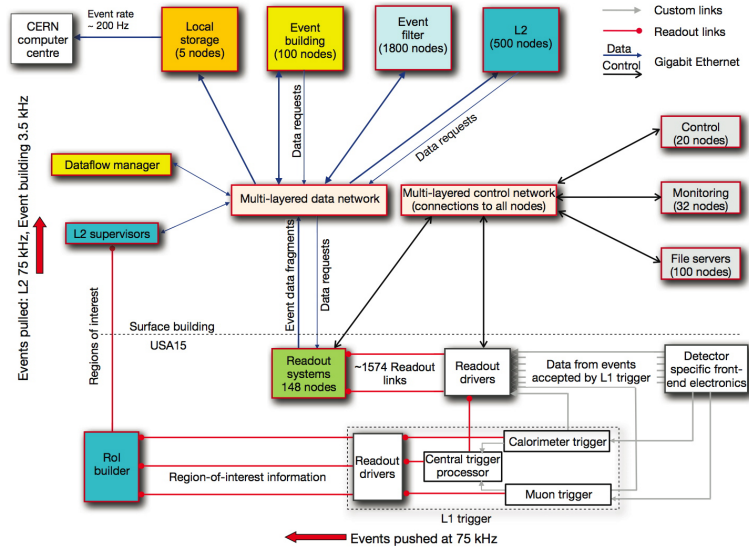 CERN
computer
centre
Event rate
~ 200 Hz
Local
storage
(5 nodes)
Event
building
(100 nodes)
Event
filter
(1800 nodes)
L2
(500 nodes)
Custom links
Readout links
Data
Control
Gigabit Ethernet
Data requests
Data requests
Control
(20 nodes)
Dataflow manager
Multi-layered data network
Multi-layered control network
(connections to all nodes)
Monitoring
(32 nodes)
L2 supervisors
File servers
(100 nodes)
Events pulled: L2 75 kHz, Event building 3.5 kHz
Event data fragments
Data requests
Regions of interest
Surface building
USA15
Readout
systems
148 nodes
~1574 Readout
links
Readout
drivers
Data from events
accepted by L1 trigger
Detector
specific front-
end electronics
RoI
builder
Region-of-interest information
Readout
drivers
Central trigger
processor
Calorimeter trigger
Muon trigger
L1 trigger
Events pushed at 75 kHz